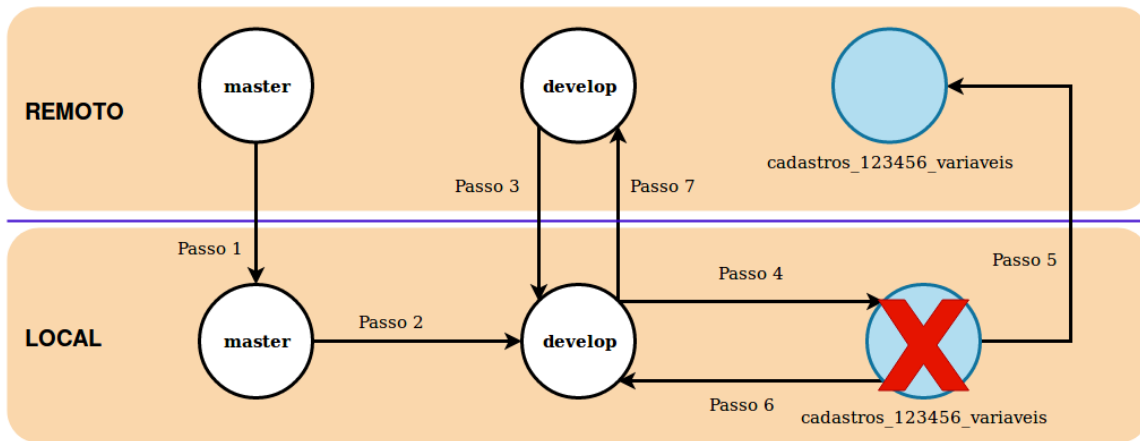 REMOTO
master
develop
cadastros_123456_variaveis
Passo 3
Passo 7
Passo 1
Passo 5
Passo 4
LOCAL
master
Passo 2
develop
Passo 6
cadastros_123456_variaveis